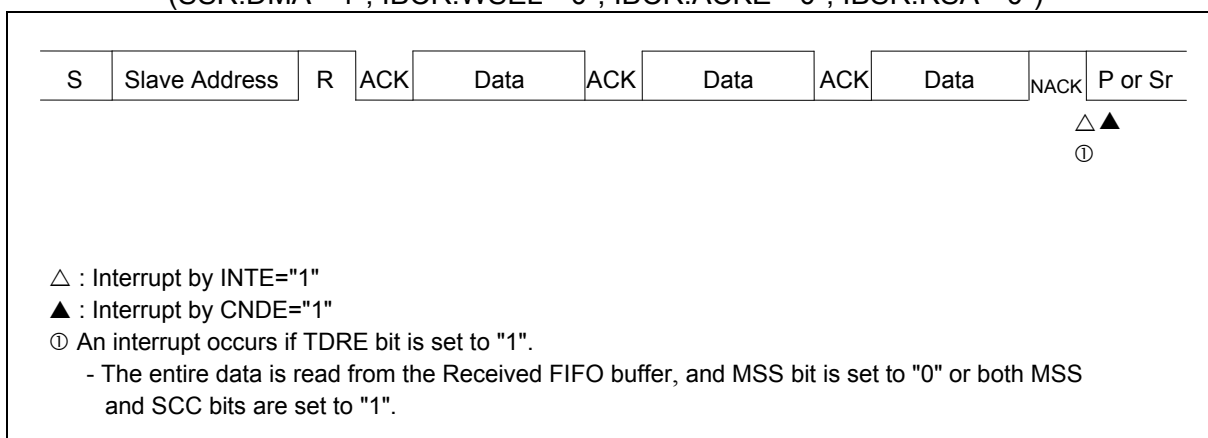 S Slave Address R ACK Data ACK Data ACK Data NACK P or Sr
△ ▲
①
△ : Interrupt by INTE="1"
▲ : Interrupt by CNDE="1"
① An interrupt occurs if TDRE bit is set to "1".
- The entire data is read from the Received FIFO buffer, and MSS bit is set to "0" or both MSS
and SCC bits are set to "1".